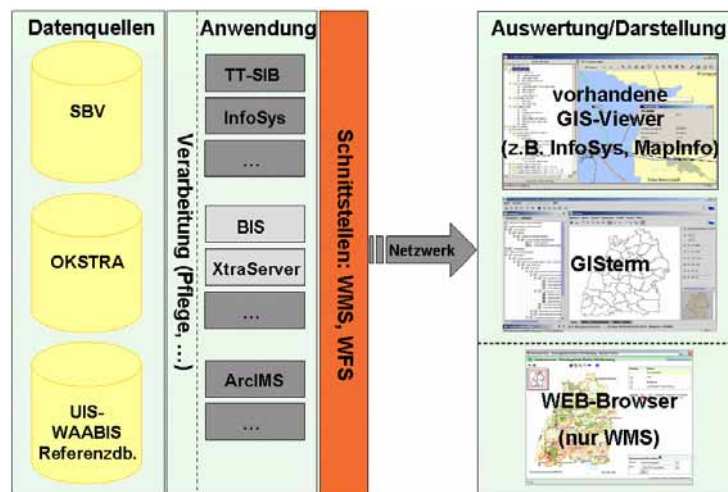 Datenquellen
SBV
OKSTRA
UIS-
WAABIS
Referenzdb.
Verarbeitung (Pflege, ...)
Anwendung
TT-SIB
InfoSys
...
BIS
XtraServer
...
ArcIMS
...
Schnittstellen: WMS, WFS
Netzwerk
Auswertung/Darstellung
vorhandene
GIS-Viewer
(z.B. InfoSys, MapInfo)
GISterm
WEB-Browser
(nur WMS)